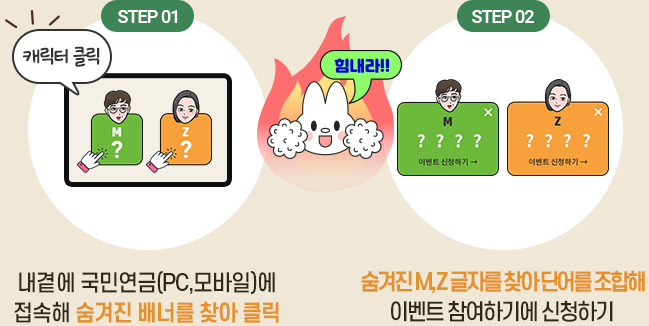 STEP 01
캐릭터 클릭
M
?
Z
?
내곁에 국민연금(PC,모바일)에
접속해 숨겨진 배너를 찾아 클릭
힘내라!!
STEP 02
M
? ? ? ?
이벤트 신청하기 →
Z
? ? ? ?
이벤트 신청하기 →
숨겨진 M,Z 글자를 찾아 단어를 조합해
이벤트 참여하기에 신청하기